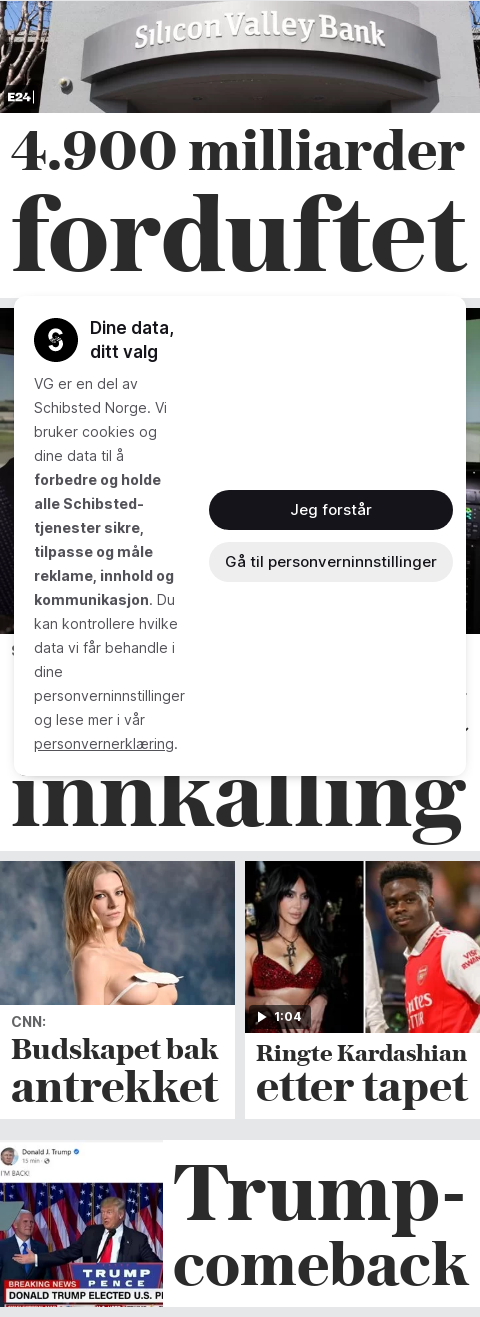 Silicon Valley Bank
E24
4.900 milliarder
forduftet
Dine data,
ditt valg
VG er en del av
Schibsted Norge. Vi
bruker cookies og
dine data til å
forbedre og holde
alle Schibsted-
tjenester sikre,
tilpasse og måle
reklame, innhold og
kommunikasjon. Du
kan kontrollere hvilke
data vi får behandle i
dine
personverninnstillinger
og lese mer i vår
personvernerklæring.
Jeg forstår
Gå til personverninnstillinger
innkalling
CNN:
Budskapet bak
antrekket
1:04
Ringte Kardashian
etter tapet
Donald J. Trump
15 min
I'M BACK!
BREAKING NEWS
TRUMP
PENCE
DONALD TRUMP ELECTED U.S. P
Trump-
comeback